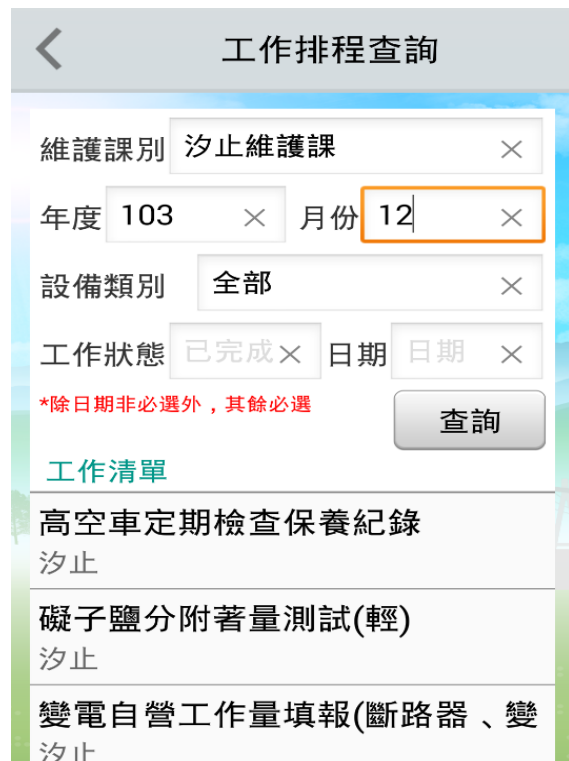 工作排程查詢
維護課別 汐止維護課
年度 103 月份 12
設備類別 全部
工作狀態 已完成 日期 日期
*除日期非必選外，其餘必選
查詢
工作清單
高空車定期檢查保養紀錄
汐止
礙子鹽分附著量測試(輕)
汐止
變電自營工作量填報(斷路器、變
汐止